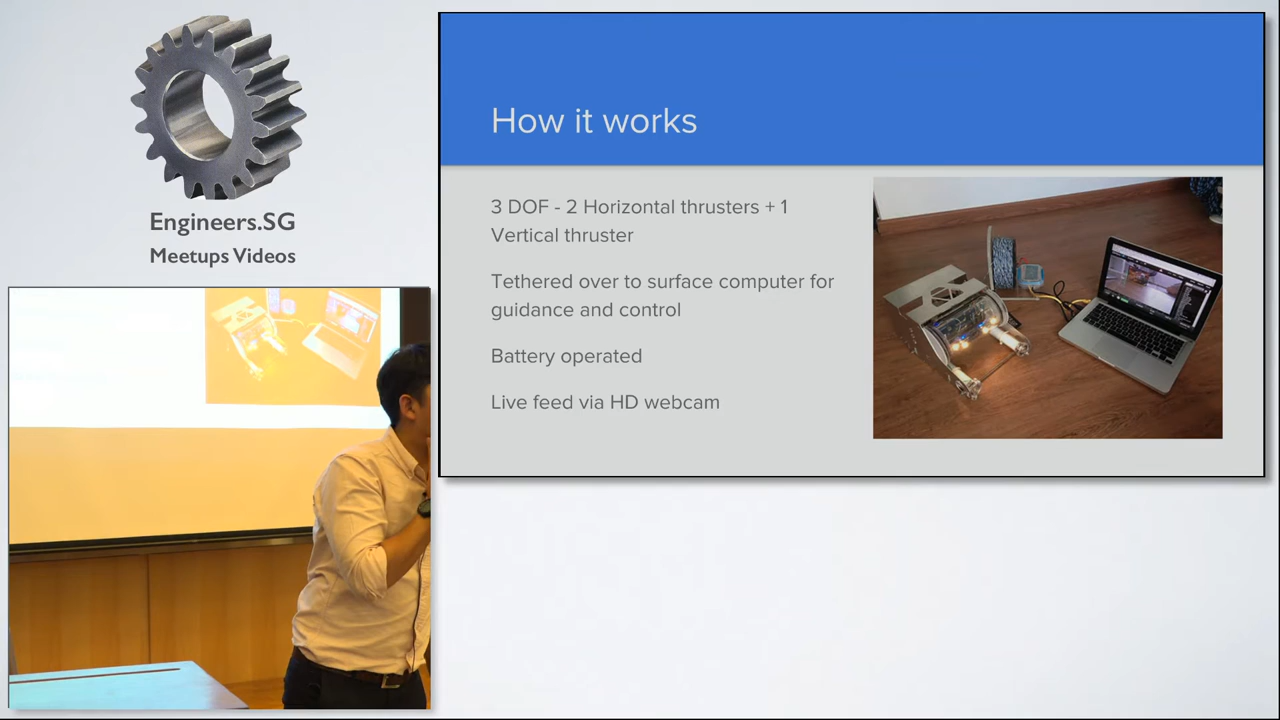 Engineers.SG
Meetups Videos
How it works
3 DOF - 2 Horizontal thrusters + 1
Vertical thruster
Tethered over to surface computer for
guidance and control
Battery operated
Live feed via HD webcam